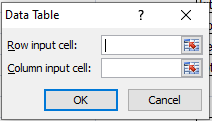 Data Table
Row input cell:
Column input cell:
OK Cancel